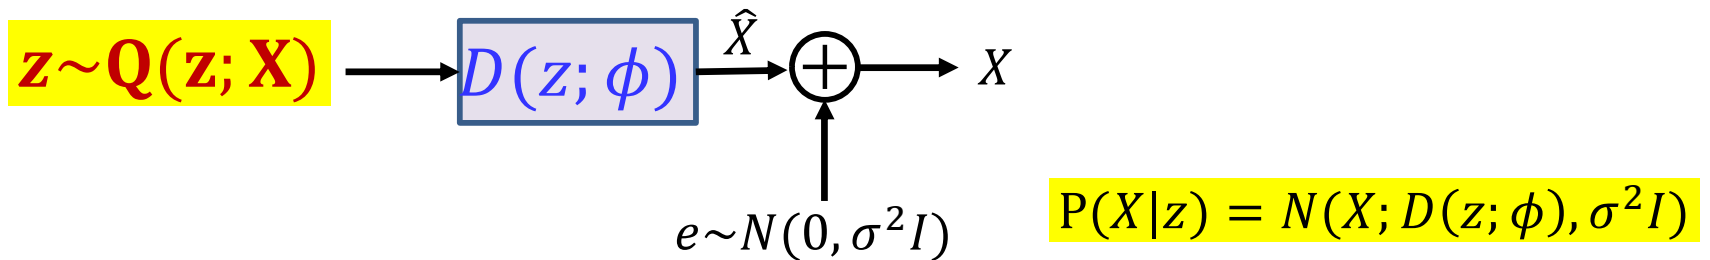 z~Q(z; X)
D(z; ϕ)
X̂
X
e~N(0, σ²I)
P(X|z) = N(X; D(z; ϕ), σ²I)